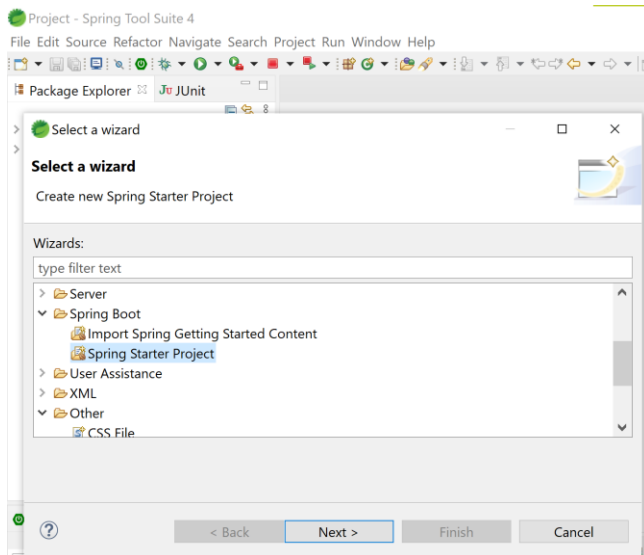 Project - Spring Tool Suite 4
File Edit Source Refactor Navigate Search Project Run Window Help
Package Explorer JUnit
Select a wizard
Select a wizard
Create new Spring Starter Project
Wizards:
type filter text
Server
Spring Boot
Import Spring Getting Started Content
Spring Starter Project
User Assistance
XML
Other
CSS File
< Back Next > Finish Cancel